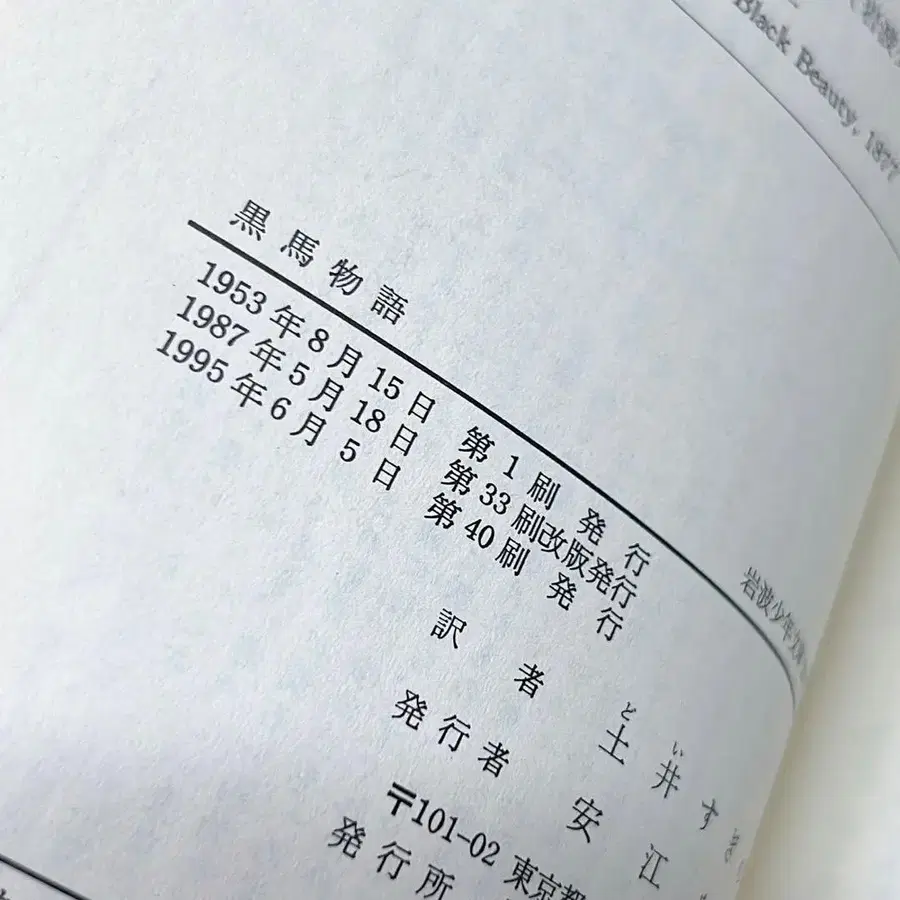 Black Beauty, 1877
黒馬物語
1953年8月15日 第1刷発行
1987年5月18日 第33刷改版発行
1995年6月5日 第40刷発行
岩波少年文庫
訳者 土井す
どい
発行者 安江
〒101-02 東京都
発行所